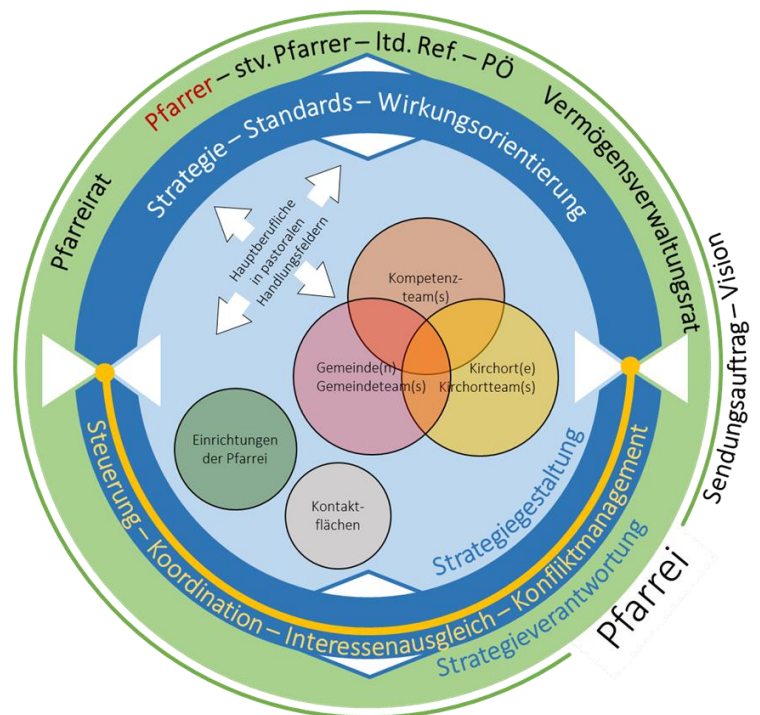 Pfarrer – stv. Pfarrer – ltd. Ref. – PÖ
Vermögensverwaltungsrat
Pfarreirat
Strategie – Standards – Wirkungsorientierung
Hauptberufliche
in pastoralen
Handlungsfeldern
Kompetenz-
team(s)
Gemeinde(n)
Gemeindeteam(s)
Kirchort(e)
Kirchortteam(s)
Einrichtungen
der Pfarrei
Kontakt-
flächen
Strategiegestaltung
Steuerung – Koordination – Interessenausgleich – Konfliktmanagement
Strategieverantwortung
Sendungsauftrag – Vision
Pfarrei